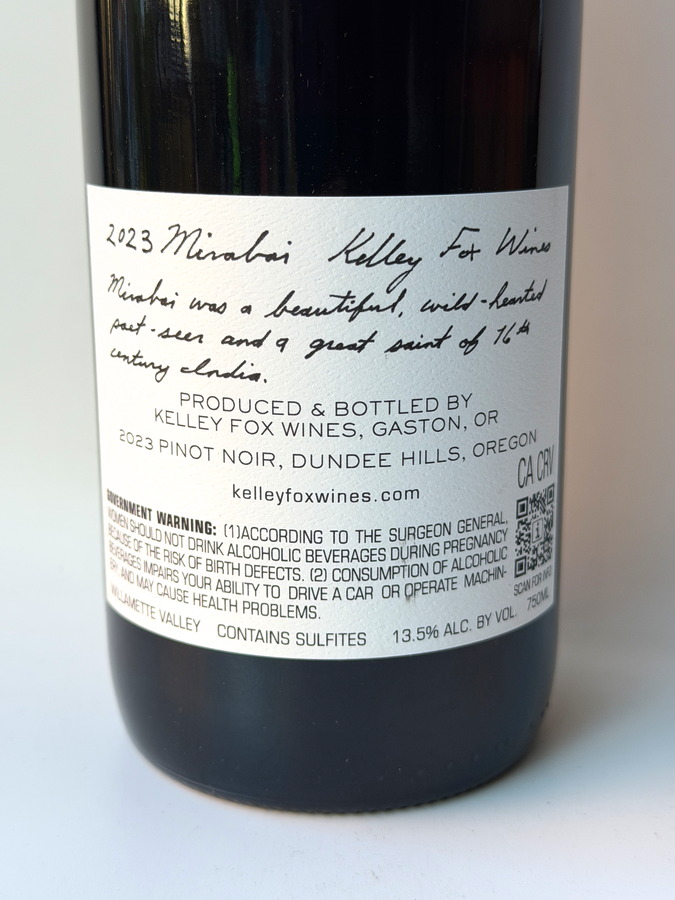 2023 Mirabai Kelley Fox Wines
Mirabai was a beautiful, wild-hearted
poet-seer and a great saint of 16th
century India.
PRODUCED & BOTTLED BY
KELLEY FOX WINES, GASTON, OR
2023 PINOT NOIR, DUNDEE HILLS, OREGON
CA CRV
kelleyfoxwines.com
GOVERNMENT WARNING: (1)ACCORDING TO THE SURGEON GENERAL,
WOMEN SHOULD NOT DRINK ALCOHOLIC BEVERAGES DURING PREGNANCY
BECAUSE OF THE RISK OF BIRTH DEFECTS. (2) CONSUMPTION OF ALCOHOLIC
BEVERAGES IMPAIRS YOUR ABILITY TO DRIVE A CAR OR OPERATE MACHIN-
ERY, AND MAY CAUSE HEALTH PROBLEMS.
SCAN FOR INFO
WILLAMETTE VALLEY CONTAINS SULFITES 13.5% ALC. BY VOL. 750ML